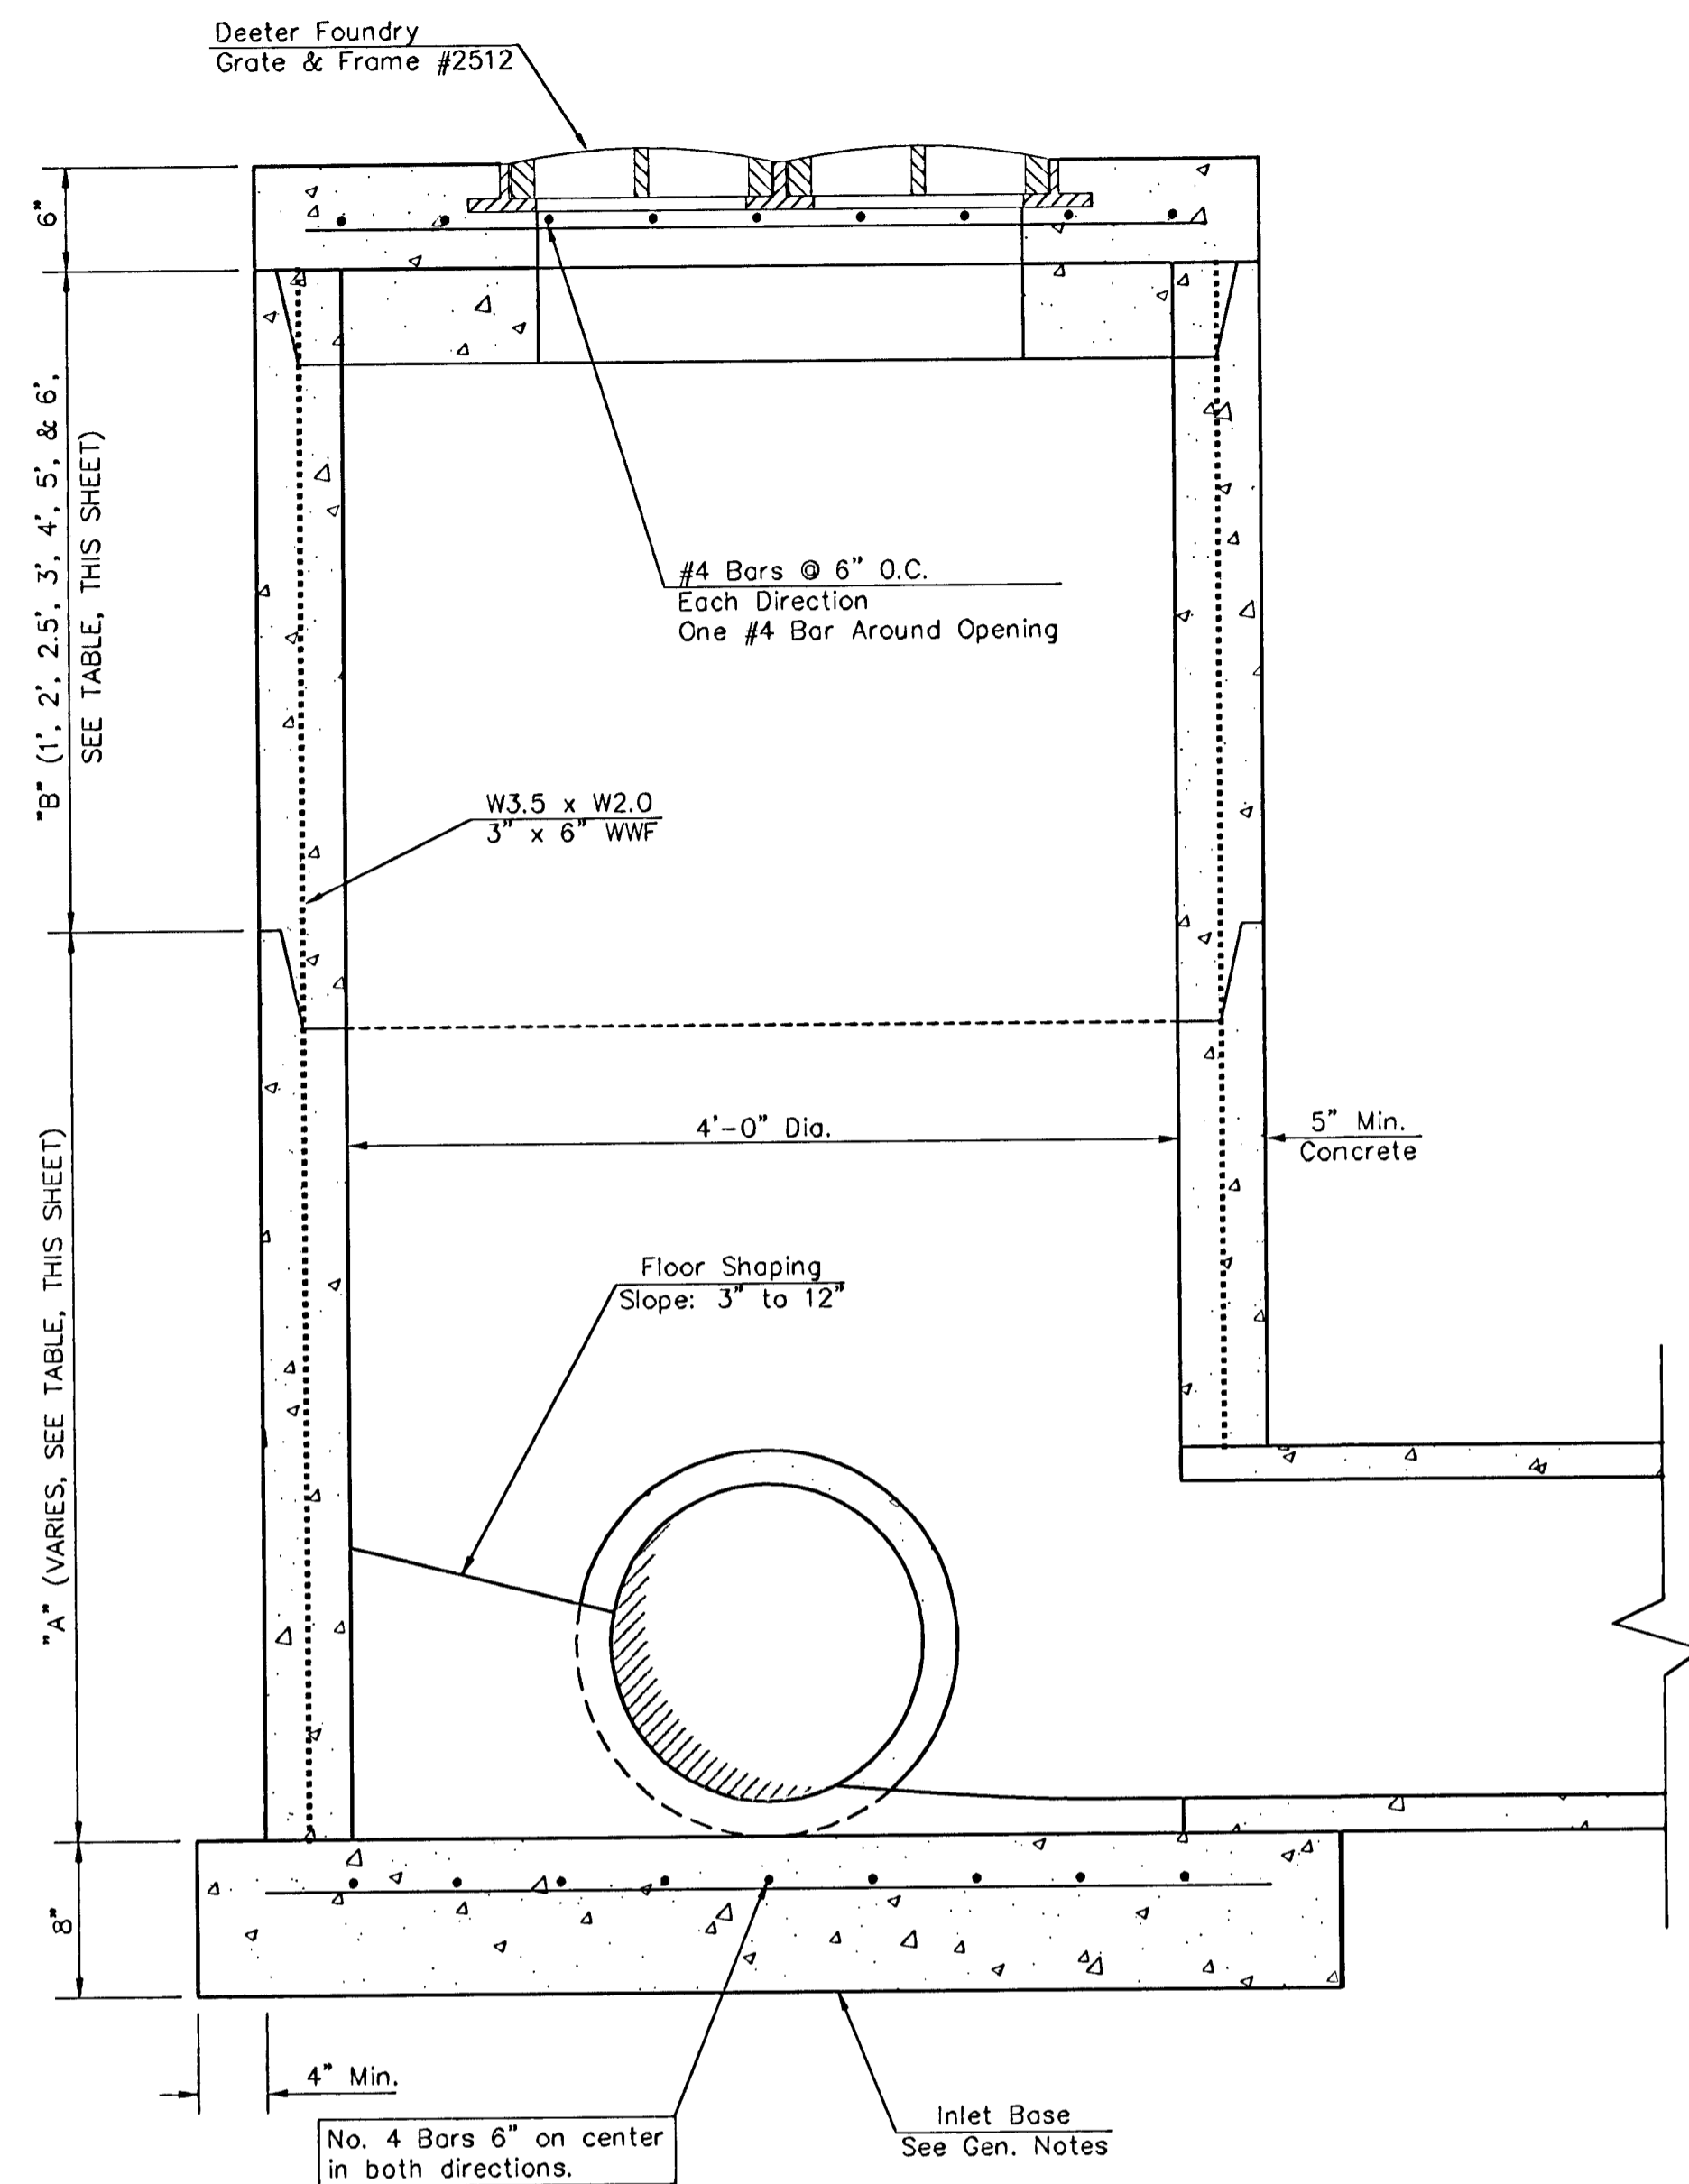 Deeter Foundry
Grate & Frame #2512
6"
"B" (1', 2', 2.5', 3', 4', 5', & 6',
SEE TABLE, THIS SHEET)
#4 Bars @ 6" O.C.
Each Direction
One #4 Bar Around Opening
W3.5 x W2.0
3" x 6" WWF
4'-0" Dia.
5" Min.
Concrete
"A" (VARIES, SEE TABLE, THIS SHEET)
Floor Shaping
Slope: 3" to 12"
8"
4" Min.
No. 4 Bars 6" on center
in both directions.
Inlet Base
See Gen. Notes